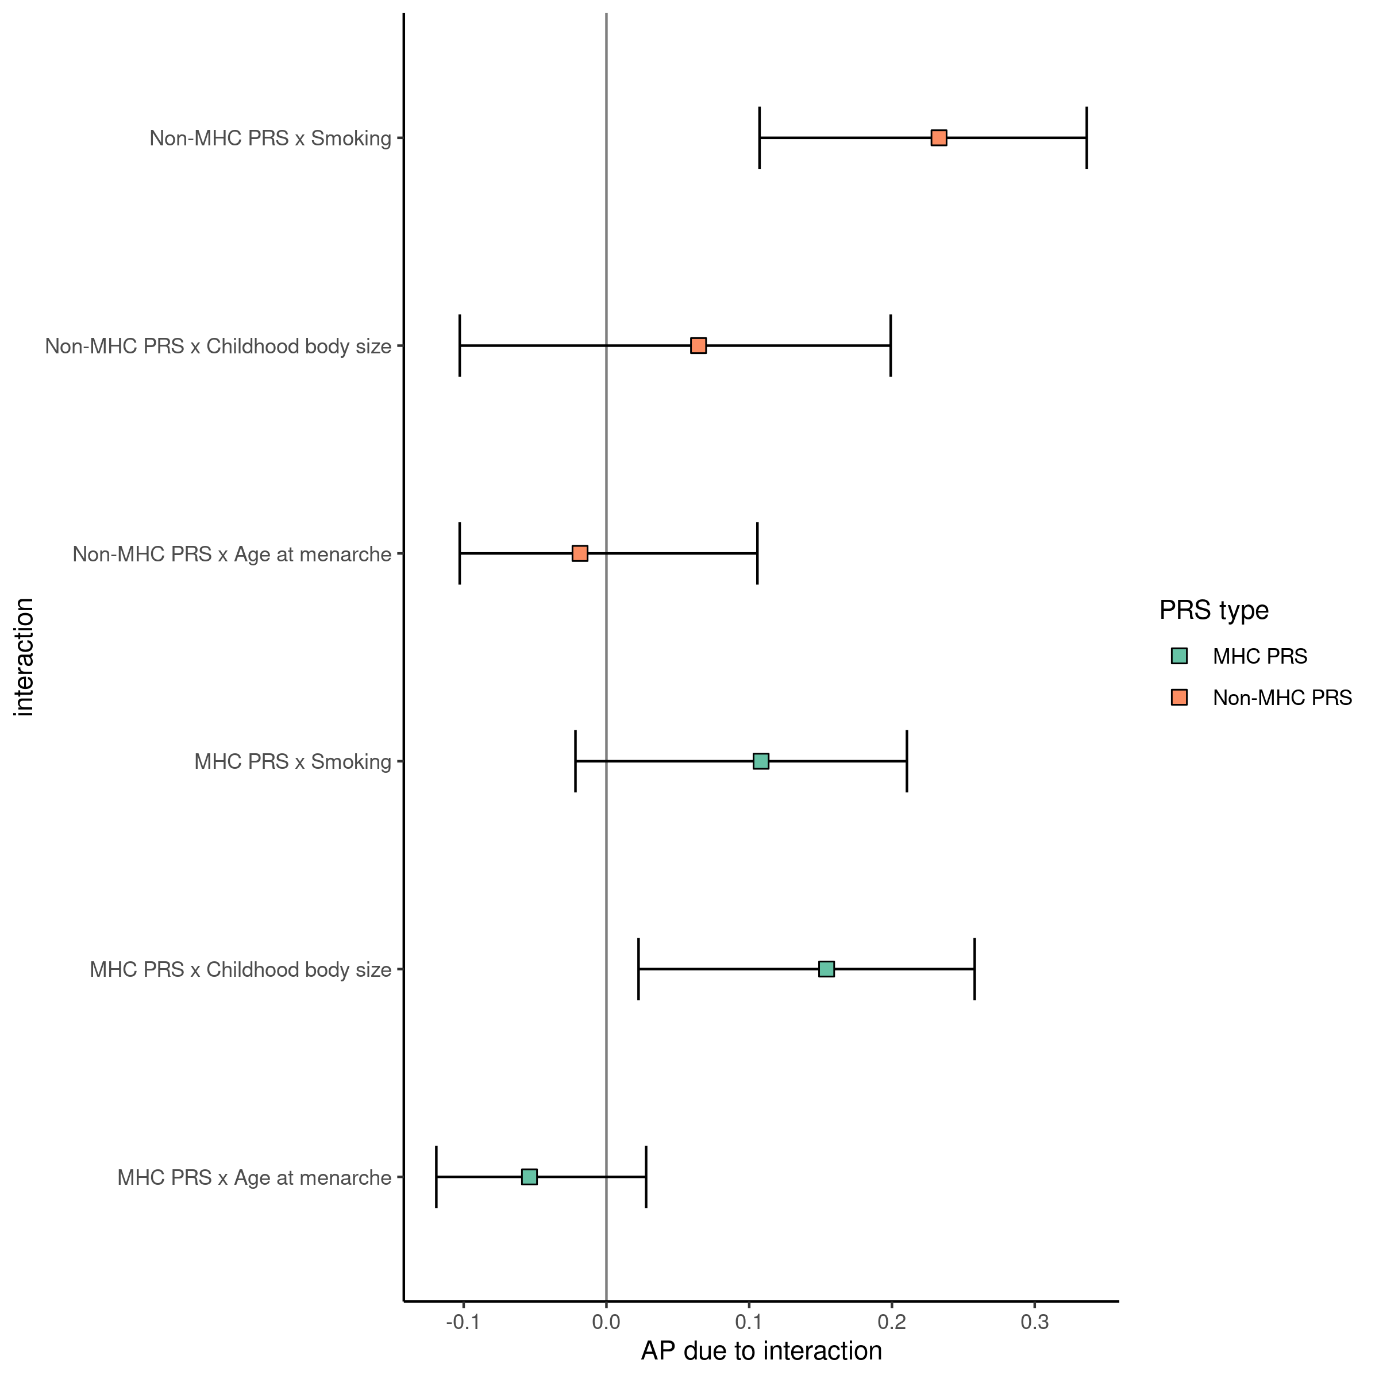 Non-MHC PRS x Smoking
Non-MHC PRS x Childhood body size
Non-MHC PRS x Age at menarche
MHC PRS x Smoking
MHC PRS x Childhood body size
MHC PRS x Age at menarche
interaction
-0.1 0.0 0.1 0.2 0.3
AP due to interaction
PRS type
MHC PRS
Non-MHC PRS